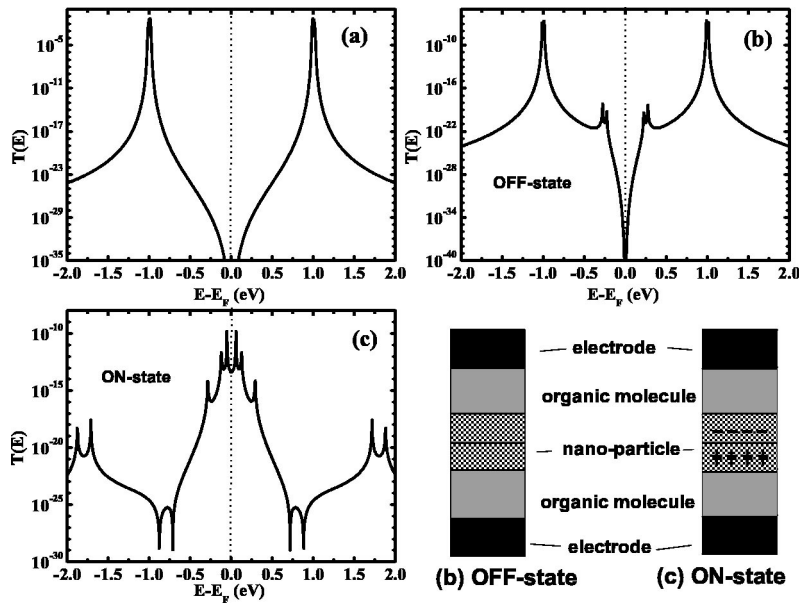 (a)
T(E)
10^-5
10^-11
10^-17
10^-23
10^-29
10^-35
-2.0 -1.5 -1.0 -0.5 0.0 0.5 1.0 1.5 2.0
E-E_F (eV)
(b)
T(E)
10^-10
10^-16
10^-22
10^-28
10^-34
10^-40
OFF-state
-2.0 -1.5 -1.0 -0.5 0.0 0.5 1.0 1.5 2.0
E-E_F (eV)
(c)
ON-state
T(E)
10^-10
10^-15
10^-20
10^-25
10^-30
-2.0 -1.5 -1.0 -0.5 0.0 0.5 1.0 1.5 2.0
E-E_F (eV)
electrode
organic molecule
nano-particle
− − − −
+ + + +
organic molecule
electrode
(b) OFF-state
(c) ON-state